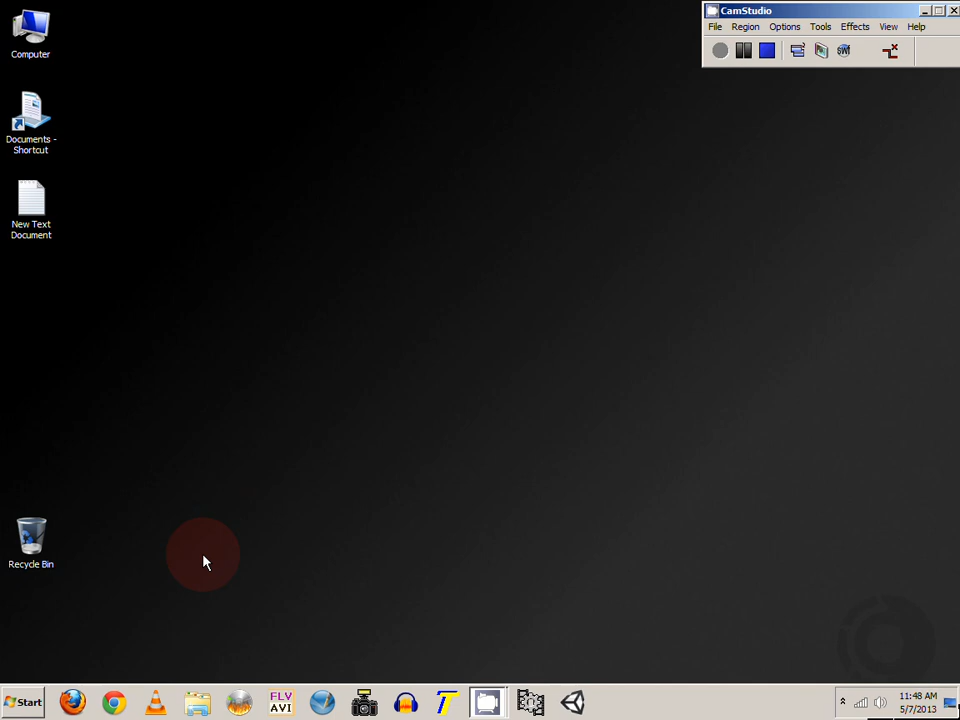 Computer
Documents -
Shortcut
New Text
Document
Recycle Bin
CamStudio
File Region Options Tools Effects View Help
SWf
Start
FLV
AVI
T
11:48 AM
5/7/2013